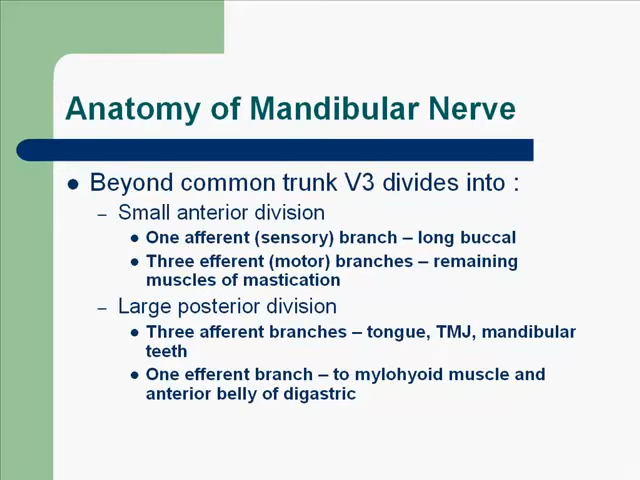 Anatomy of Mandibular Nerve
● Beyond common trunk V3 divides into :
– Small anterior division
● One afferent (sensory) branch – long buccal
● Three efferent (motor) branches – remaining
muscles of mastication
– Large posterior division
● Three afferent branches – tongue, TMJ, mandibular
teeth
● One efferent branch – to mylohyoid muscle and
anterior belly of digastric